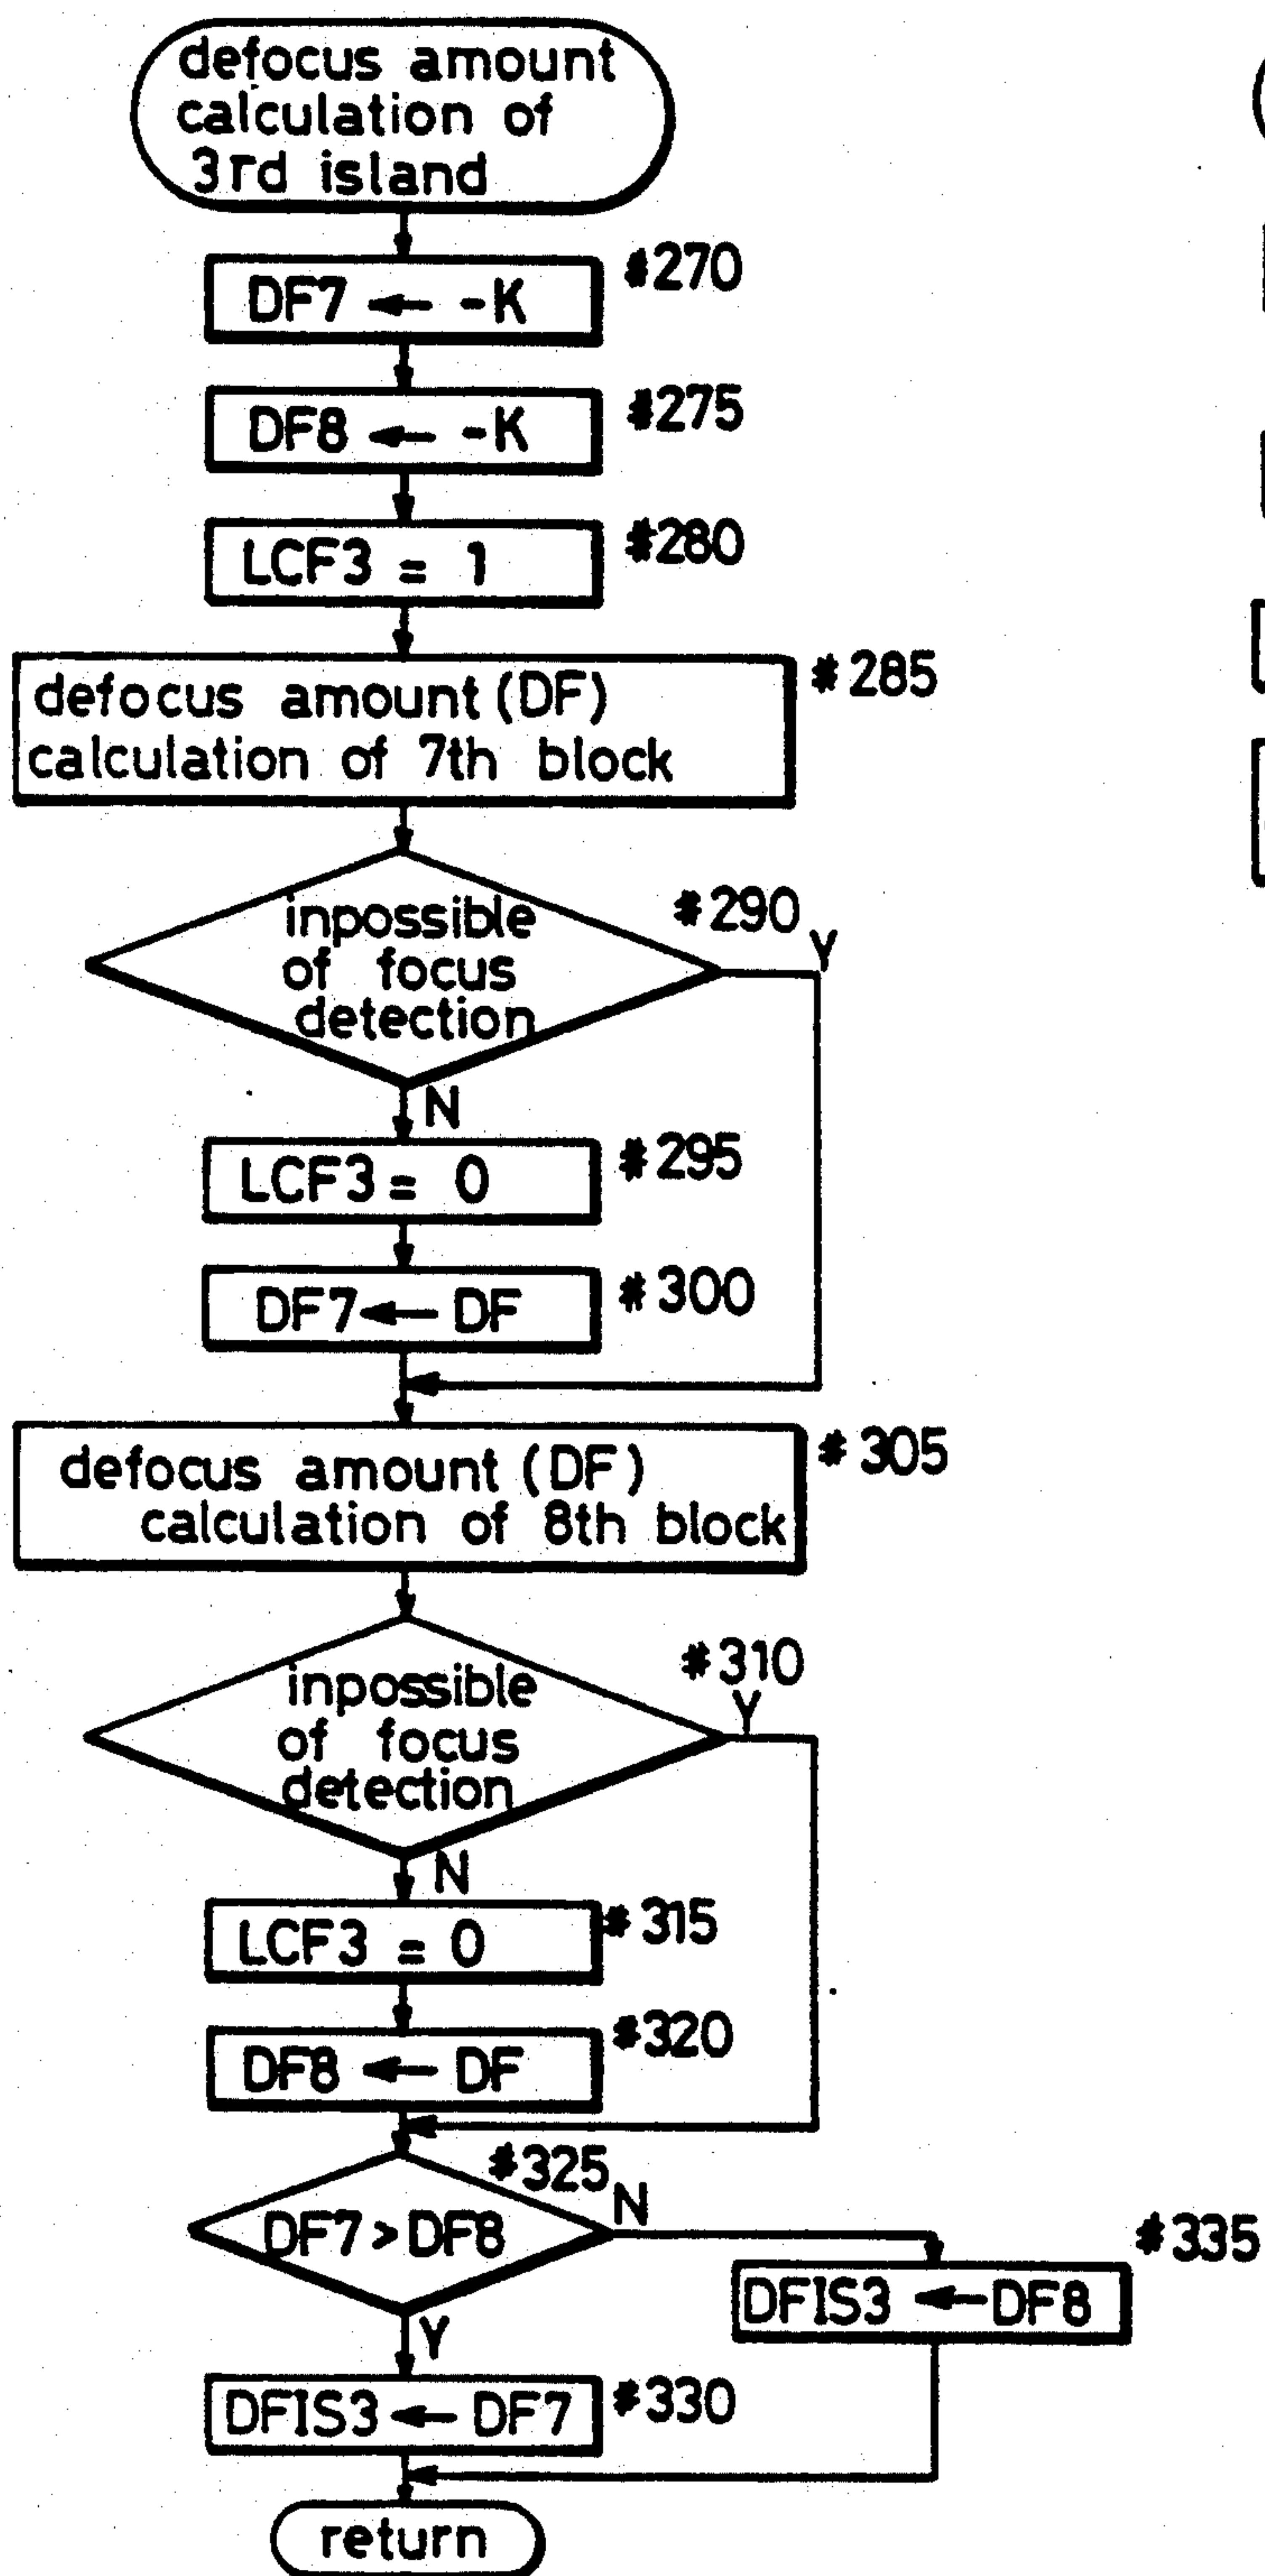 defocus amount
calculation of
3rd island
DF7 ← -K
#270
DF8 ← -K
#275
LCF3 = 1
#280
defocus amount (DF)
calculation of 7th block
#285
inpossible
of focus
detection
#290
Y
N
LCF3 = 0
#295
DF7 ← DF
#300
defocus amount (DF)
calculation of 8th block
#305
inpossible
of focus
detection
#310
Y
N
LCF3 = 0
#315
DF8 ← DF
#320
DF7 > DF8
#325
N
Y
DFIS3 ← DF8
#335
DFIS3 ← DF7
#330
return